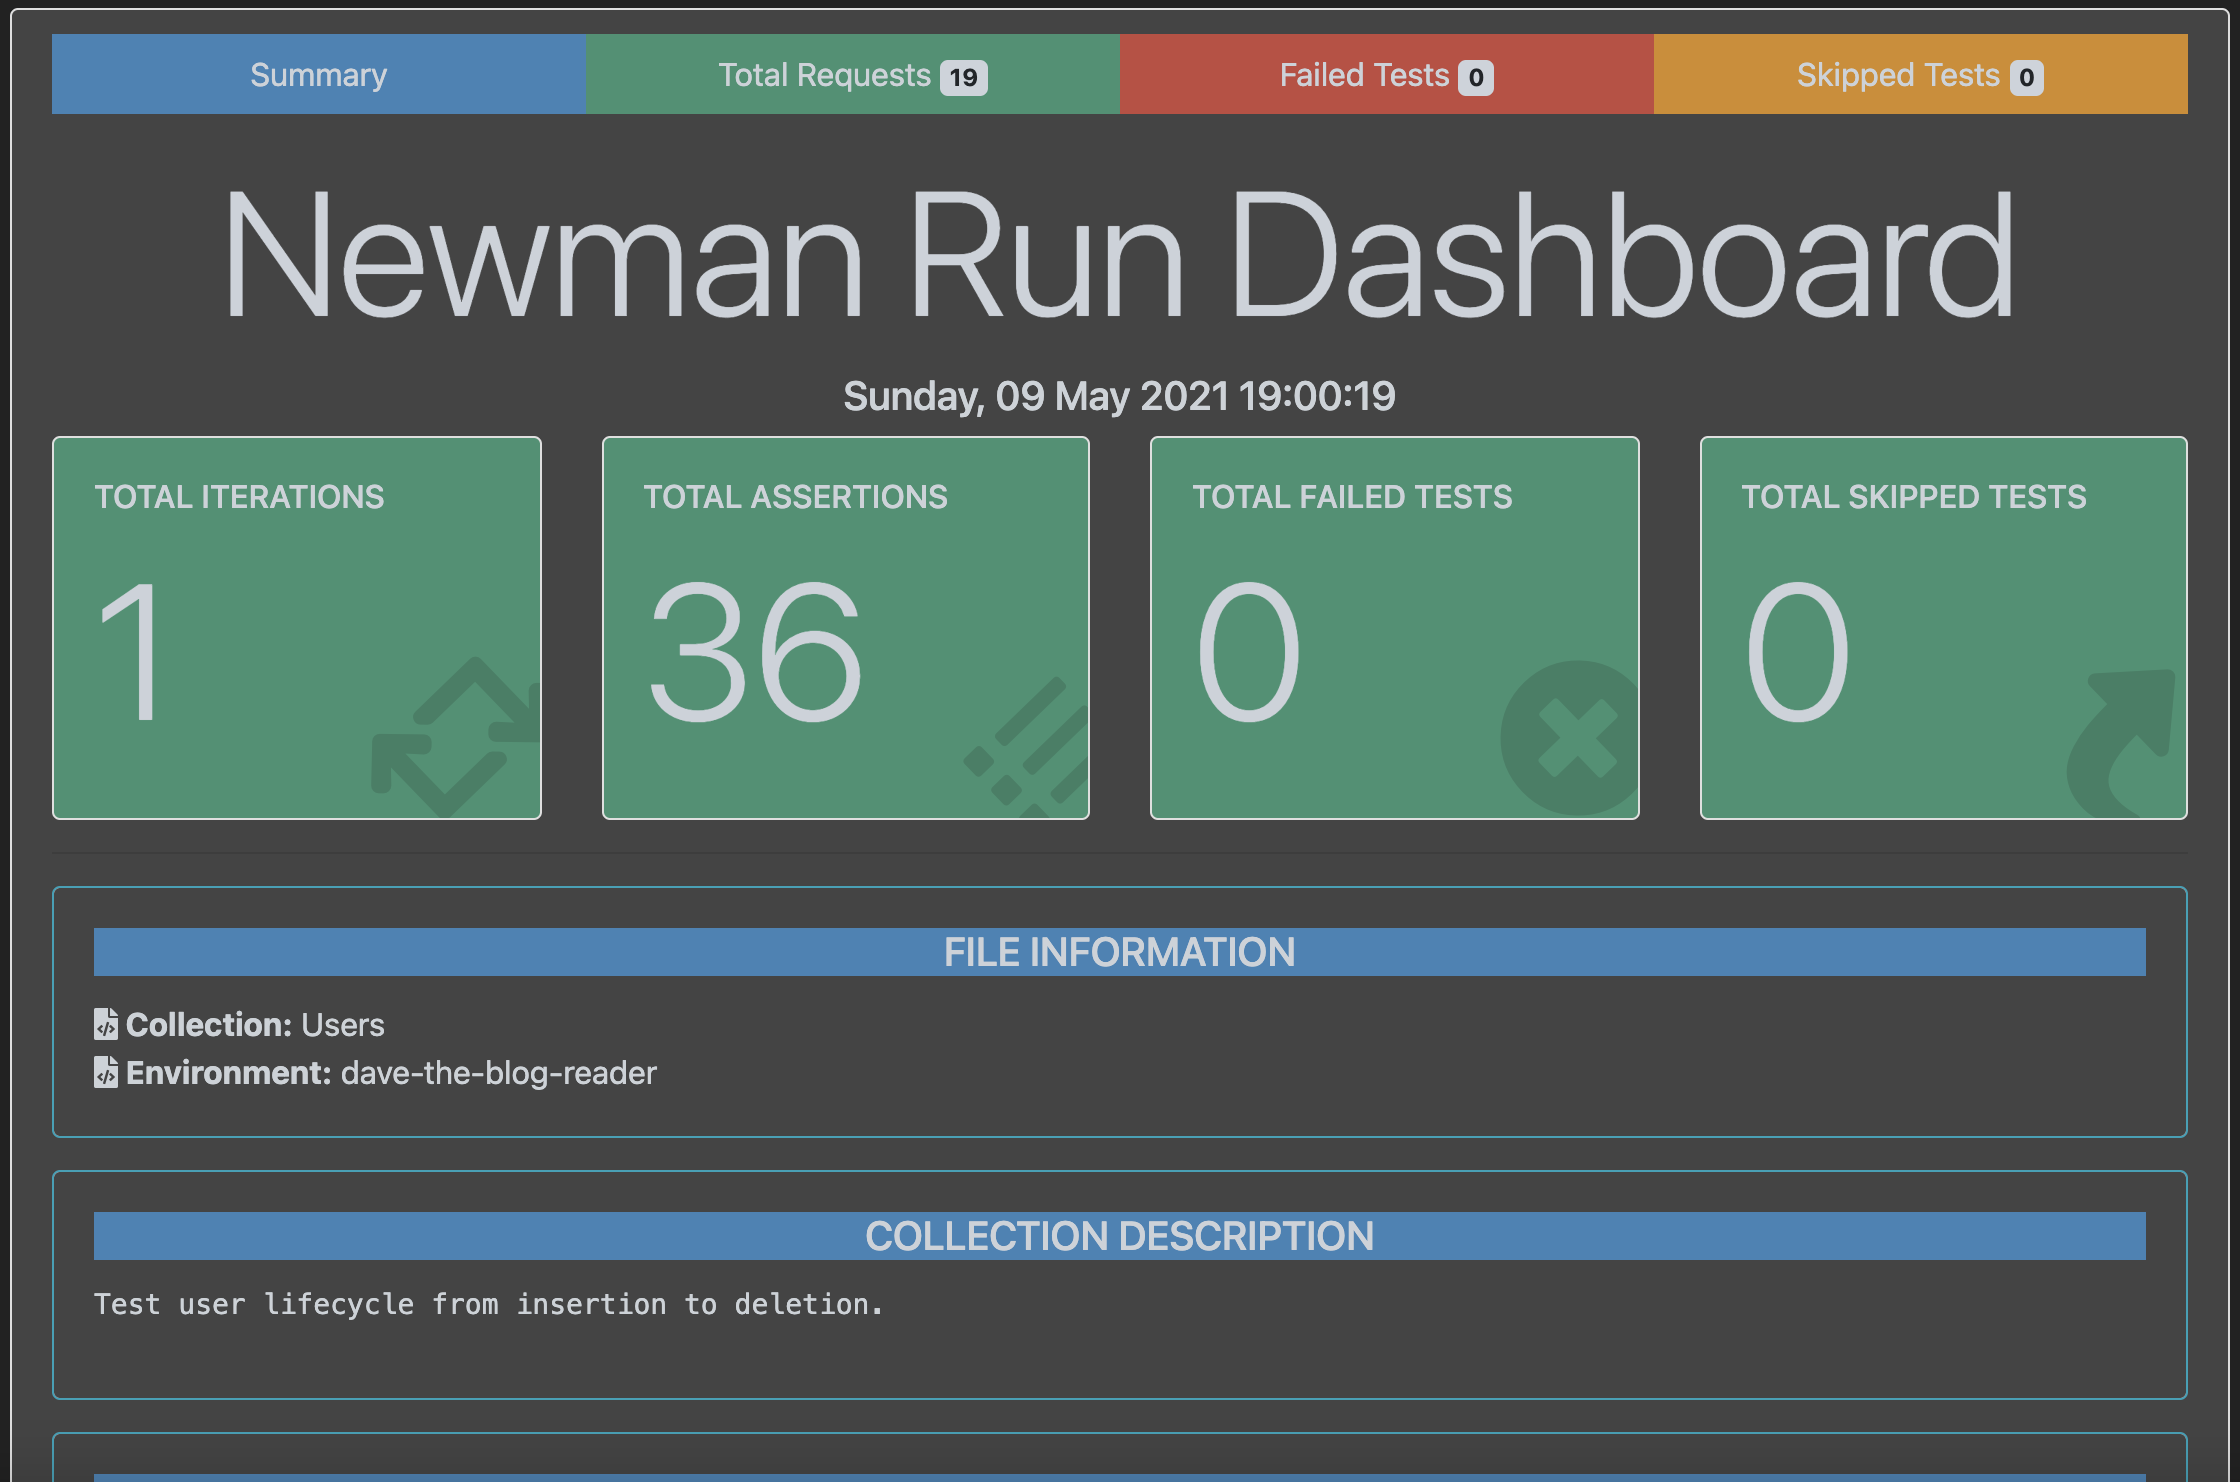 Summary
Total Requests 19
Failed Tests 0
Skipped Tests 0
Newman Run Dashboard
Sunday, 09 May 2021 19:00:19
TOTAL ITERATIONS
1
TOTAL ASSERTIONS
36
TOTAL FAILED TESTS
0
TOTAL SKIPPED TESTS
0
FILE INFORMATION
Collection: Users
Environment: dave-the-blog-reader
COLLECTION DESCRIPTION
Test user lifecycle from insertion to deletion.